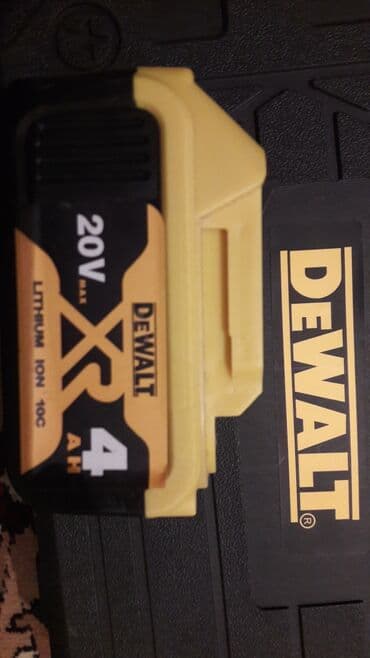 DEWALT
20V MAX
XR
4 AH
LITHIUM ION 10C
DEWALT®